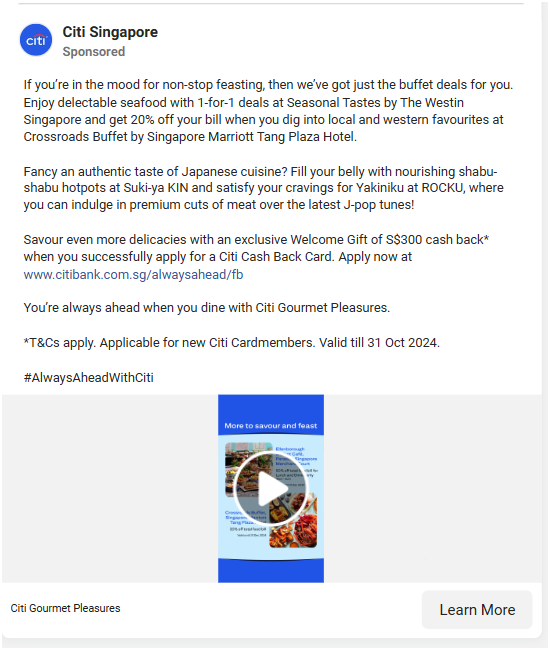 citi
Citi Singapore
Sponsored
If you're in the mood for non-stop feasting, then we've got just the buffet deals for you.
Enjoy delectable seafood with 1-for-1 deals at Seasonal Tastes by The Westin
Singapore and get 20% off your bill when you dig into local and western favourites at
Crossroads Buffet by Singapore Marriott Tang Plaza Hotel.
Fancy an authentic taste of Japanese cuisine? Fill your belly with nourishing shabu-
shabu hotpots at Suki-ya KIN and satisfy your cravings for Yakiniku at ROCKU, where
you can indulge in premium cuts of meat over the latest J-pop tunes!
Savour even more delicacies with an exclusive Welcome Gift of S$300 cash back*
when you successfully apply for a Citi Cash Back Card. Apply now at
www.citibank.com.sg/alwaysahead/fb
You're always ahead when you dine with Citi Gourmet Pleasures.
*T&Cs apply. Applicable for new Citi Cardmembers. Valid till 31 Oct 2024.
#AlwaysAheadWithCiti
More to savour and feast
Ellenborough
Singapore
Singapore
Tang Plaza
Citi Gourmet Pleasures
Learn More